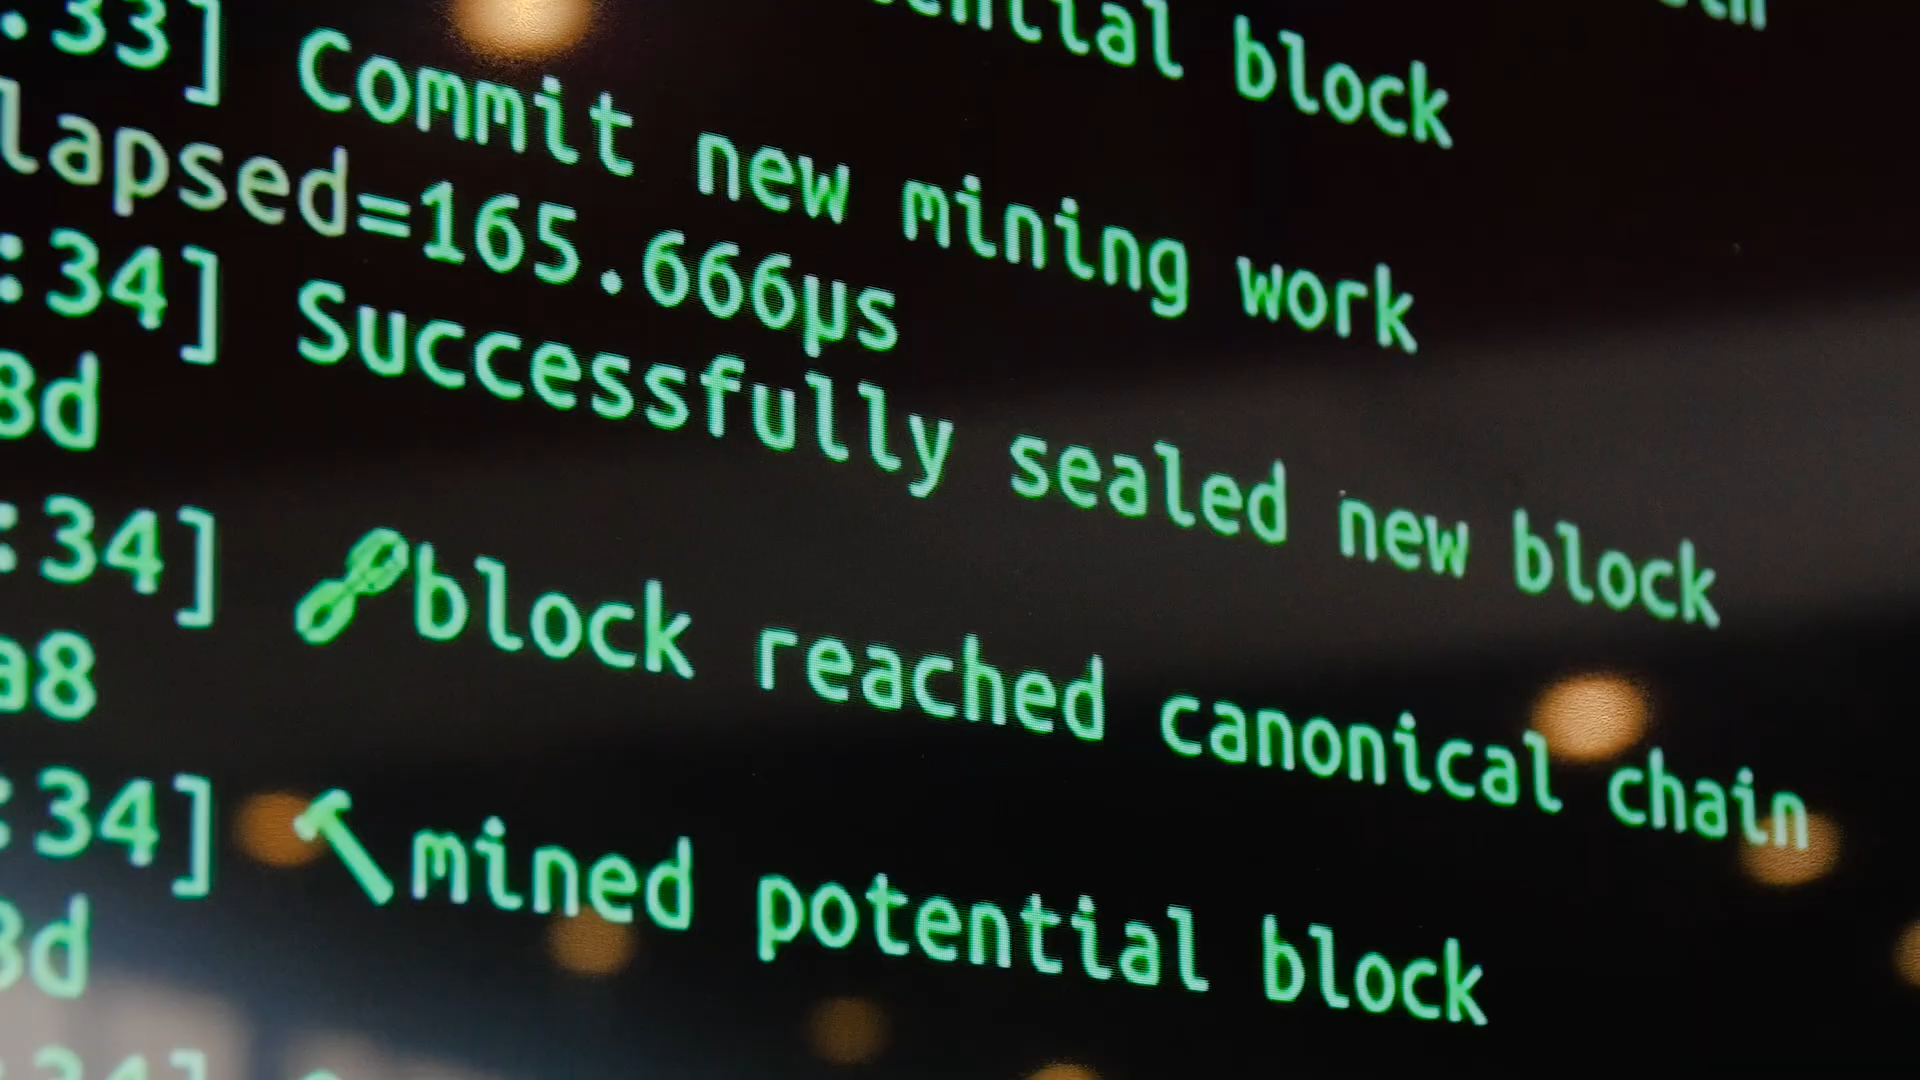 block
.33] Commit new mining work
lapsed=165.666µs
:34] Successfully sealed new block
8d
:34] 🔗block reached canonical chain
a8
:34] 🔨mined potential block
8d
:34]